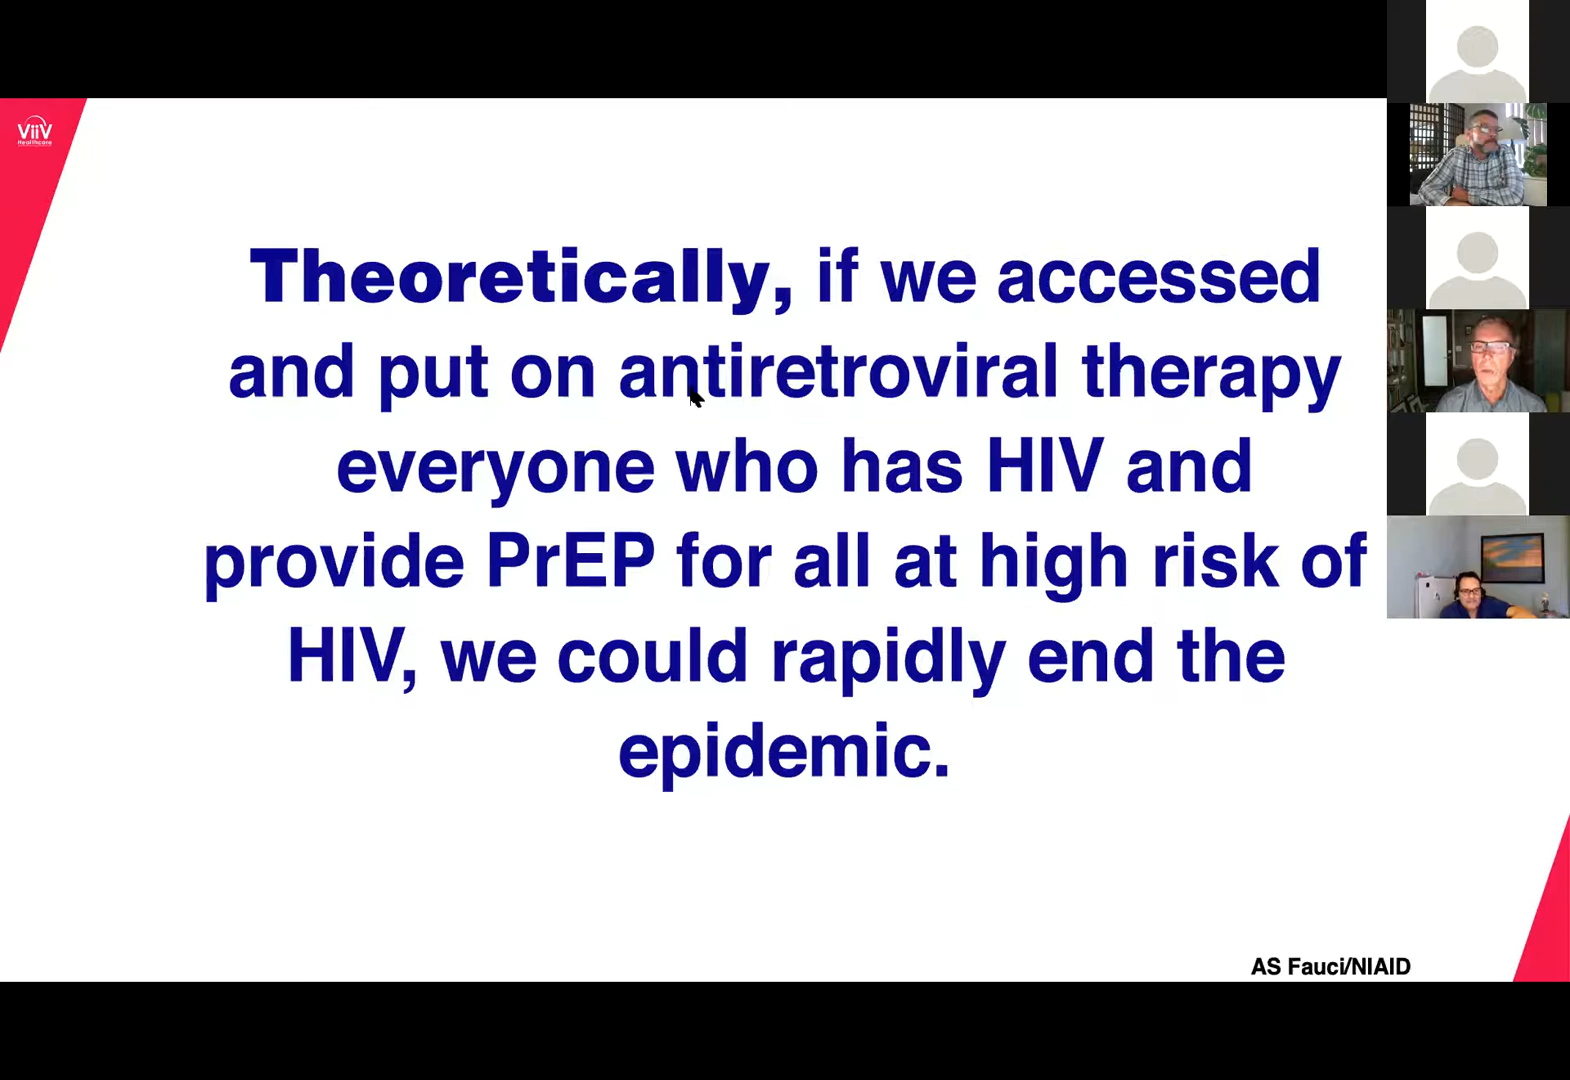 ViiV
Healthcare
Theoretically, if we accessed
and put on antiretroviral therapy
everyone who has HIV and
provide PrEP for all at high risk of
HIV, we could rapidly end the
epidemic.
AS Fauci/NIAID